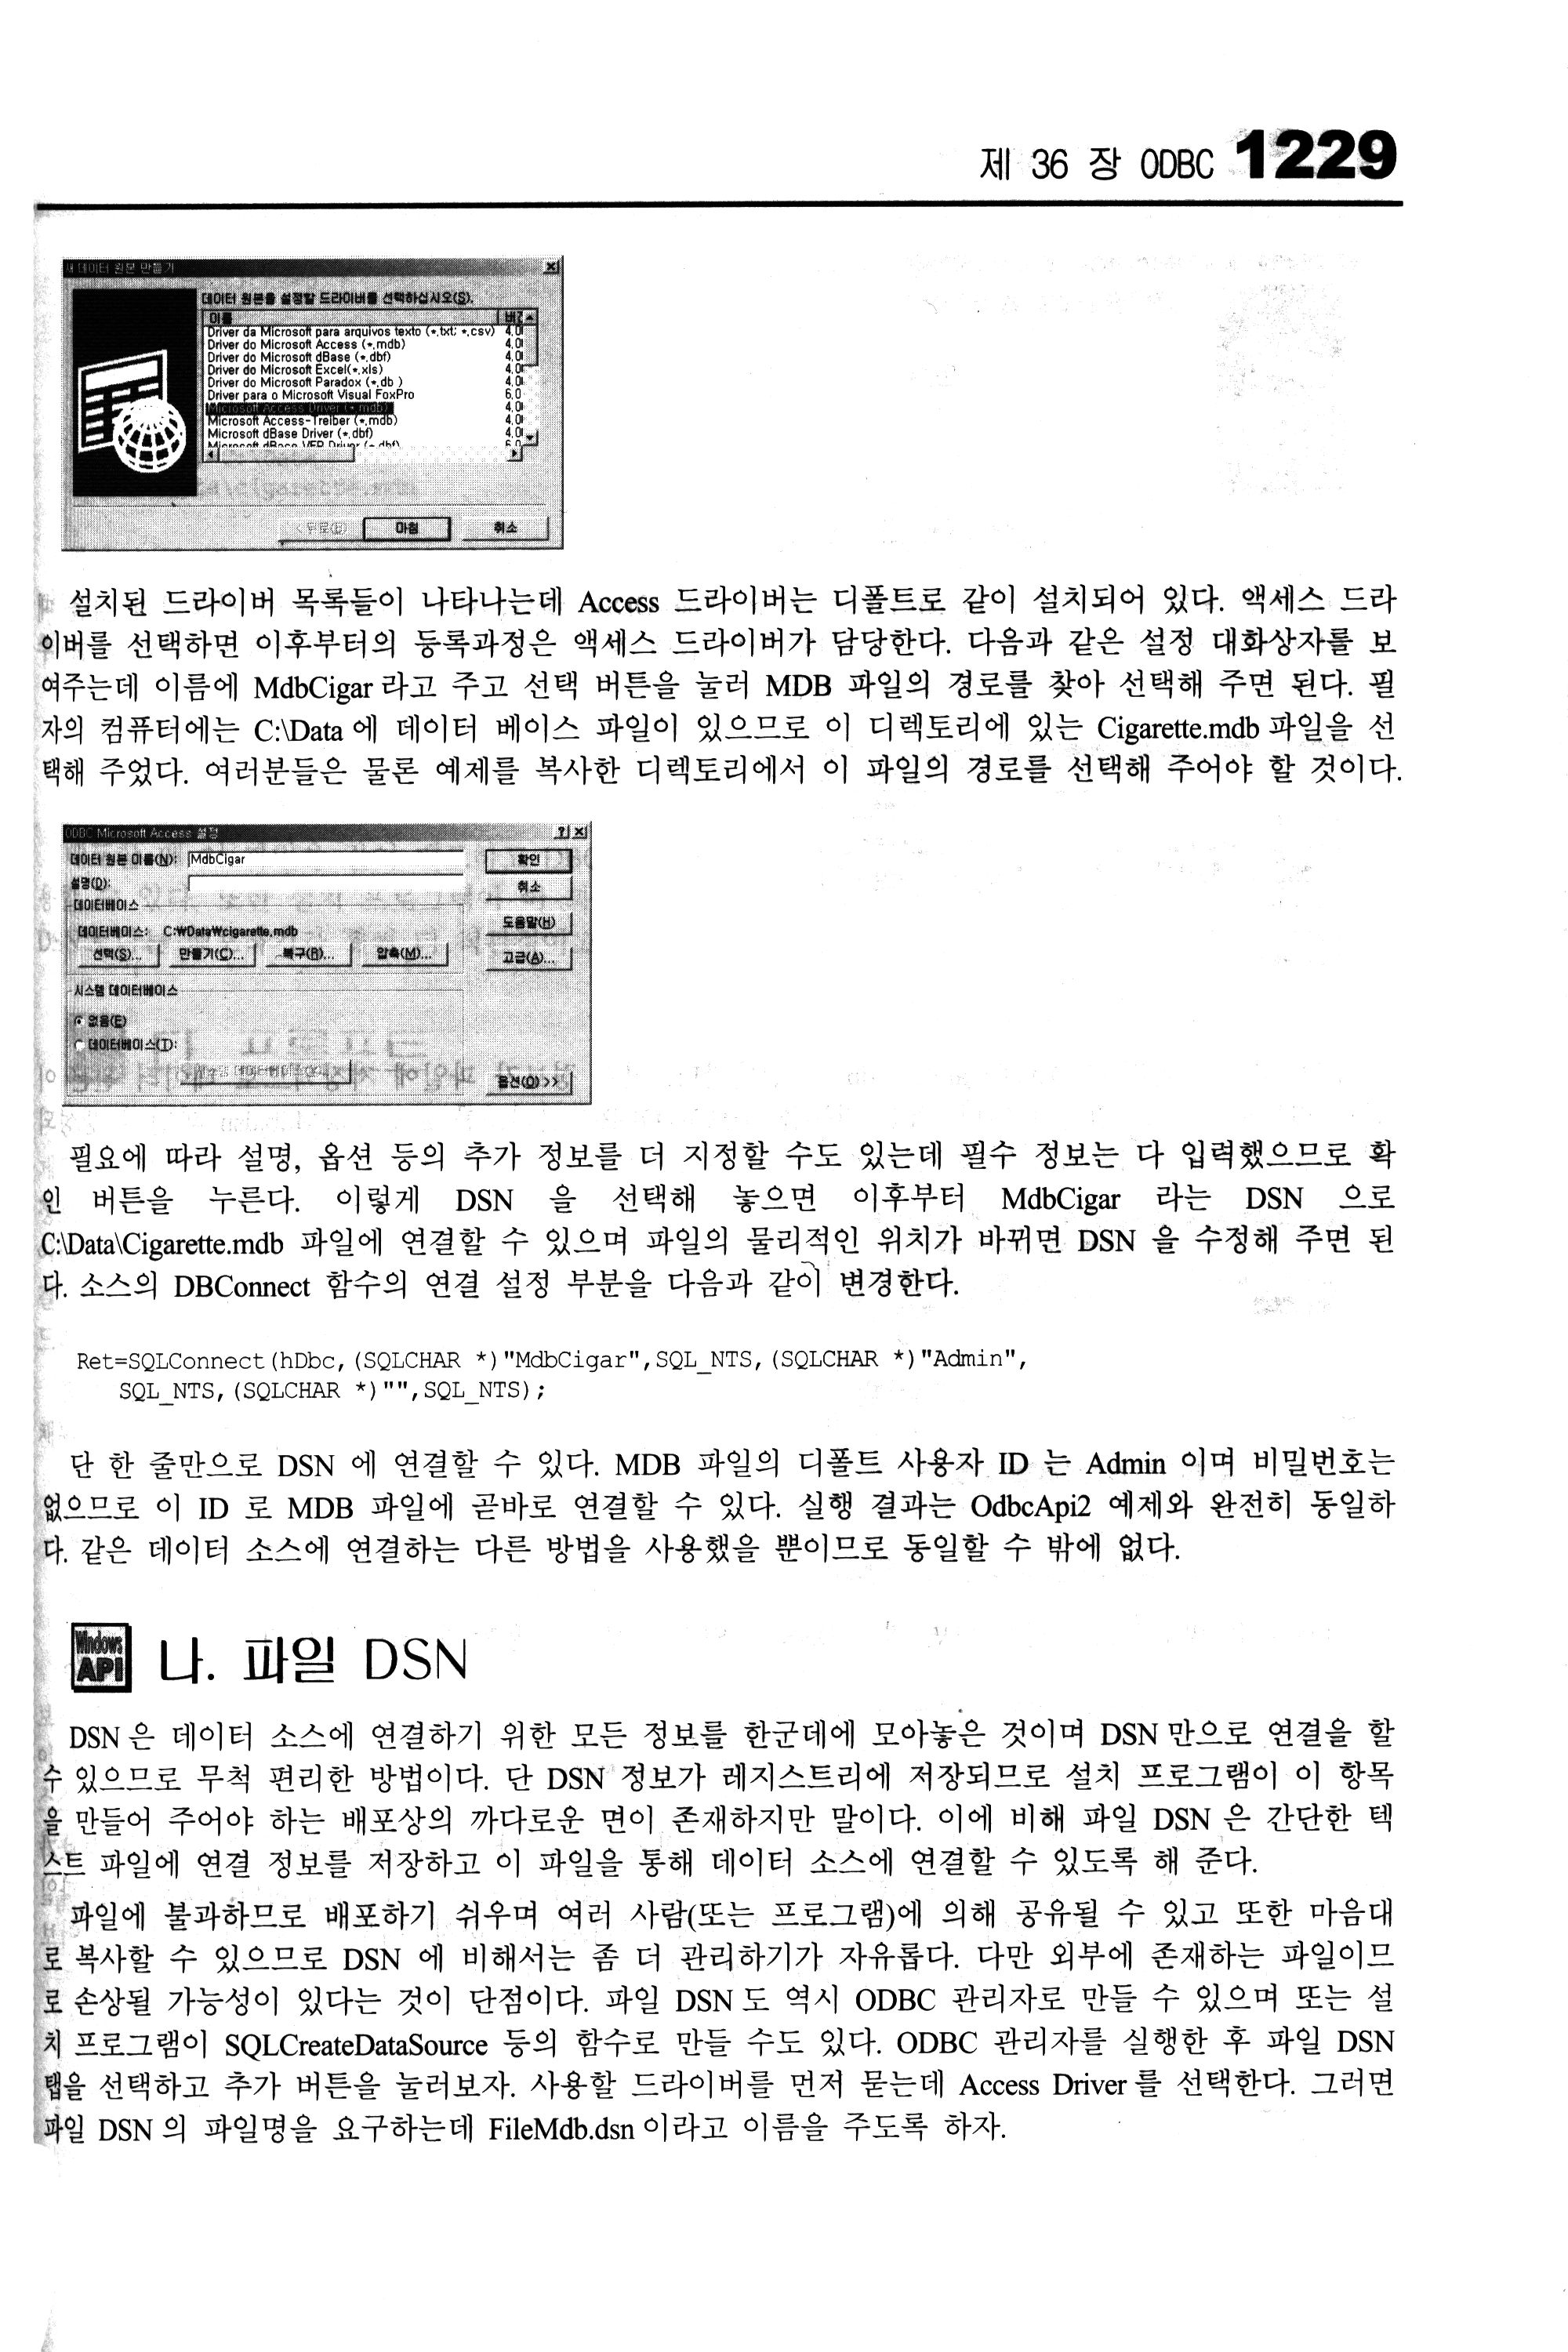 제 36 장 ODBC 1229
새 데이터 원본 만들기
데이터 원본을 설정할 드라이버를 선택하십시오(S).
이름
Driver da Microsoft para arquivos texto (*.txt; *.csv) 4,0
Driver do Microsoft Access (*.mdb) 4,0
Driver do Microsoft dBase (*.dbf) 4,0
Driver do Microsoft Excel(*.xls) 4,0
Driver do Microsoft Paradox (*.db ) 4,0
Driver para o Microsoft Visual FoxPro 6,0
Microsoft Access Driver (*.mdb) 4,0
Microsoft Access-Treiber (*.mdb) 4,0
Microsoft dBase Driver (*.dbf) 4,0
Microsoft dBase VFP Driver (*.dbf) 6,0
< 뒤로(B) 마침 취소
설치된 드라이버 목록들이 나타나는데 Access 드라이버는 디폴트로 같이 설치되어 있다. 액세스 드라
이버를 선택하면 이후부터의 등록과정은 액세스 드라이버가 담당한다. 다음과 같은 설정 대화상자를 보
여주는데 이름에 MdbCigar라고 주고 선택 버튼을 눌러 MDB 파일의 경로를 찾아 선택해 주면 된다. 필
자의 컴퓨터에는 C:\Data에 데이터 베이스 파일이 있으므로 이 디렉토리에 있는 Cigarette.mdb파일을 선
택해 주었다. 여러분들은 물론 예제를 복사한 디렉토리에서 이 파일의 경로를 선택해 주어야 할 것이다.
ODBC Microsoft Access 설정
데이터 원본 이름(N): MdbCigar 확인
설명(D): 취소
데이터베이스
도움말(H)
데이터베이스: C:₩Data₩cigarette.mdb
선택(S)... 만들기(C)... 복구(R)... 압축(M)... 고급(A)...
시스템 데이터베이스
없음(E)
데이터베이스(T):
옵션(O) >>
필요에 따라 설명, 옵션 등의 추가 정보를 더 지정할 수도 있는데 필수 정보는 다 입력했으므로 확
인 버튼을 누른다. 이렇게 DSN 을 선택해 놓으면 이후부터 MdbCigar 라는 DSN 으로
C:\Data\Cigarette.mdb 파일에 연결할 수 있으며 파일의 물리적인 위치가 바뀌면 DSN 을 수정해 주면 된
다. 소스의 DBConnect 함수의 연결 설정 부분을 다음과 같이 변경한다.
Ret=SQLConnect(hDbc,(SQLCHAR *)"MdbCigar",SQL_NTS,(SQLCHAR *)"Admin",
SQL_NTS,(SQLCHAR *)"",SQL_NTS);
단 한 줄만으로 DSN 에 연결할 수 있다. MDB 파일의 디폴트 사용자 ID 는 Admin 이며 비밀번호는
없으므로 이 ID 로 MDB 파일에 곧바로 연결할 수 있다. 실행 결과는 OdbcApi2 예제와 완전히 동일하
다. 같은 데이터 소스에 연결하는 다른 방법을 사용했을 뿐이므로 동일할 수 밖에 없다.
Windows
API
나. 파일 DSN
DSN은 데이터 소스에 연결하기 위한 모든 정보를 한군데에 모아놓은 것이며 DSN만으로 연결을 할
수 있으므로 무척 편리한 방법이다. 단 DSN 정보가 레지스트리에 저장되므로 설치 프로그램이 이 항목
을 만들어 주어야 하는 배포상의 까다로운 면이 존재하지만 말이다. 이에 비해 파일 DSN 은 간단한 텍
스트 파일에 연결 정보를 저장하고 이 파일을 통해 데이터 소스에 연결할 수 있도록 해 준다.
파일에 불과하므로 배포하기 쉬우며 여러 사람(또는 프로그램)에 의해 공유될 수 있고 또한 마음대
로 복사할 수 있으므로 DSN 에 비해서는 좀 더 관리하기가 자유롭다. 다만 외부에 존재하는 파일이므
로 손상될 가능성이 있다는 것이 단점이다. 파일 DSN도 역시 ODBC 관리자로 만들 수 있으며 또는 설
치 프로그램이 SQLCreateDataSource 등의 함수로 만들 수도 있다. ODBC 관리자를 실행한 후 파일 DSN
탭을 선택하고 추가 버튼을 눌러보자. 사용할 드라이버를 먼저 묻는데 Access Driver를 선택한다. 그러면
파일 DSN의 파일명을 요구하는데 FileMdb.dsn이라고 이름을 주도록 하자.